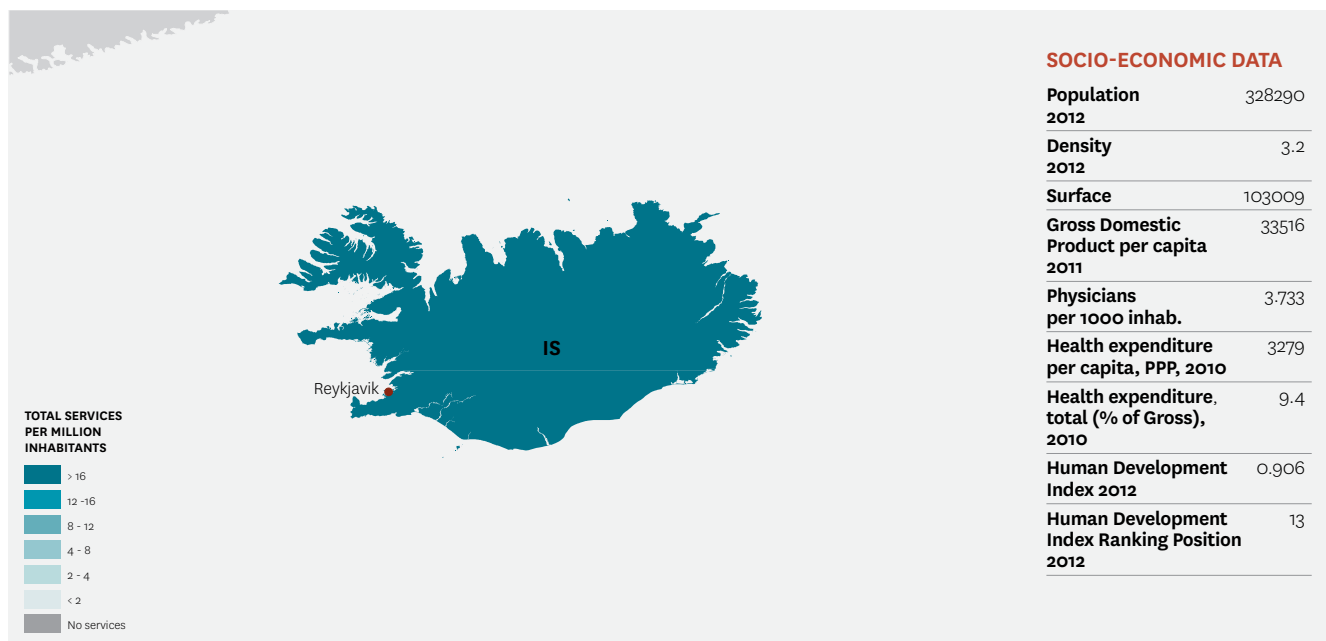 SOCIO-ECONOMIC DATA
Population 328290
2012
Density 3.2
2012
Surface 103009
Gross Domestic 33516
Product per capita
2011
Physicians 3.733
per 1000 inhab.
Health expenditure 3279
per capita, PPP, 2010
Health expenditure, 9.4
total (% of Gross),
2010
Human Development 0.906
Index 2012
Human Development 13
Index Ranking Position
2012
IS
Reykjavik
TOTAL SERVICES
PER MILLION
INHABITANTS
> 16
12 -16
8 - 12
4 - 8
2 - 4
< 2
No services